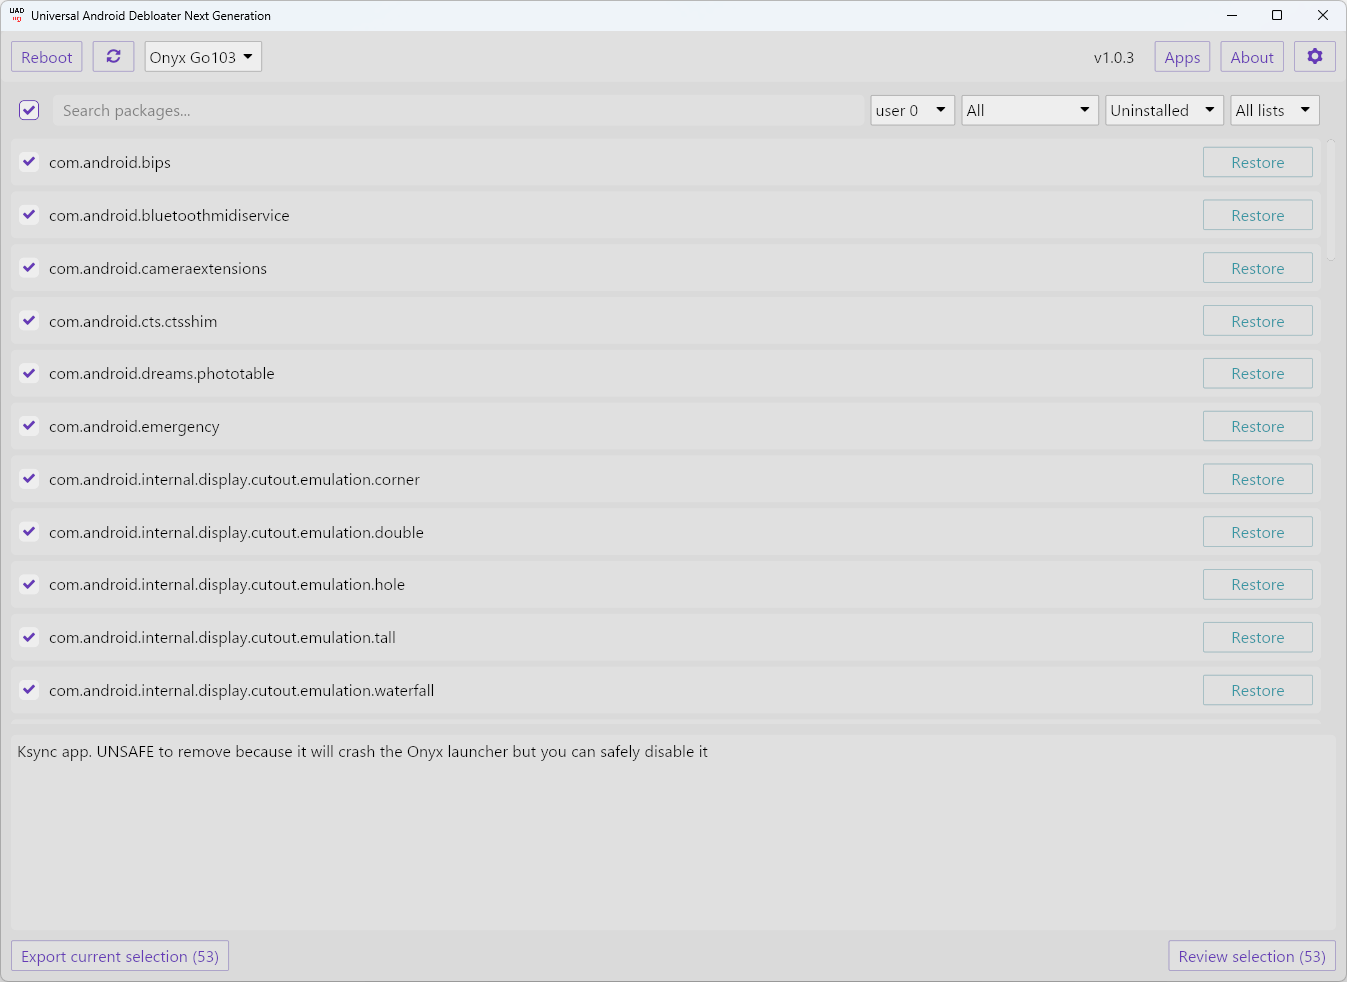 UAD
ng
Universal Android Debloater Next Generation
Reboot
Onyx Go103
v1.0.3
Apps
About
Search packages...
user 0
All
Uninstalled
All lists
com.android.bips
Restore
com.android.bluetoothmidiservice
Restore
com.android.cameraextensions
Restore
com.android.cts.ctsshim
Restore
com.android.dreams.phototable
Restore
com.android.emergency
Restore
com.android.internal.display.cutout.emulation.corner
Restore
com.android.internal.display.cutout.emulation.double
Restore
com.android.internal.display.cutout.emulation.hole
Restore
com.android.internal.display.cutout.emulation.tall
Restore
com.android.internal.display.cutout.emulation.waterfall
Restore
Ksync app. UNSAFE to remove because it will crash the Onyx launcher but you can safely disable it
Export current selection (53)
Review selection (53)